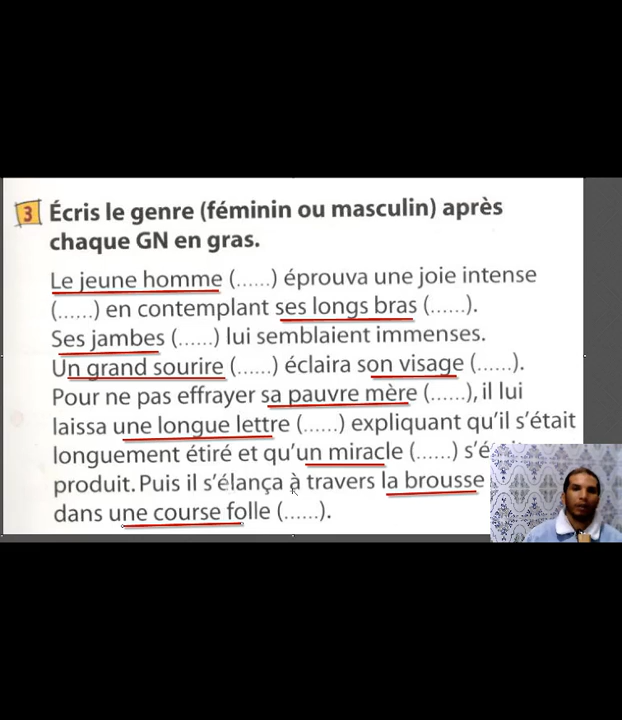 3 Écris le genre (féminin ou masculin) après
chaque GN en gras.
Le jeune homme (......) éprouva une joie intense
(......) en contemplant ses longs bras (......).
Ses jambes (......) lui semblaient immenses.
Un grand sourire (......) éclaira son visage (......).
Pour ne pas effrayer sa pauvre mère (......), il lui
laissa une longue lettre (......) expliquant qu'il s'était
longuement étiré et qu'un miracle (......)
produit. Puis il s'élança à travers la brousse
dans une course folle (......).